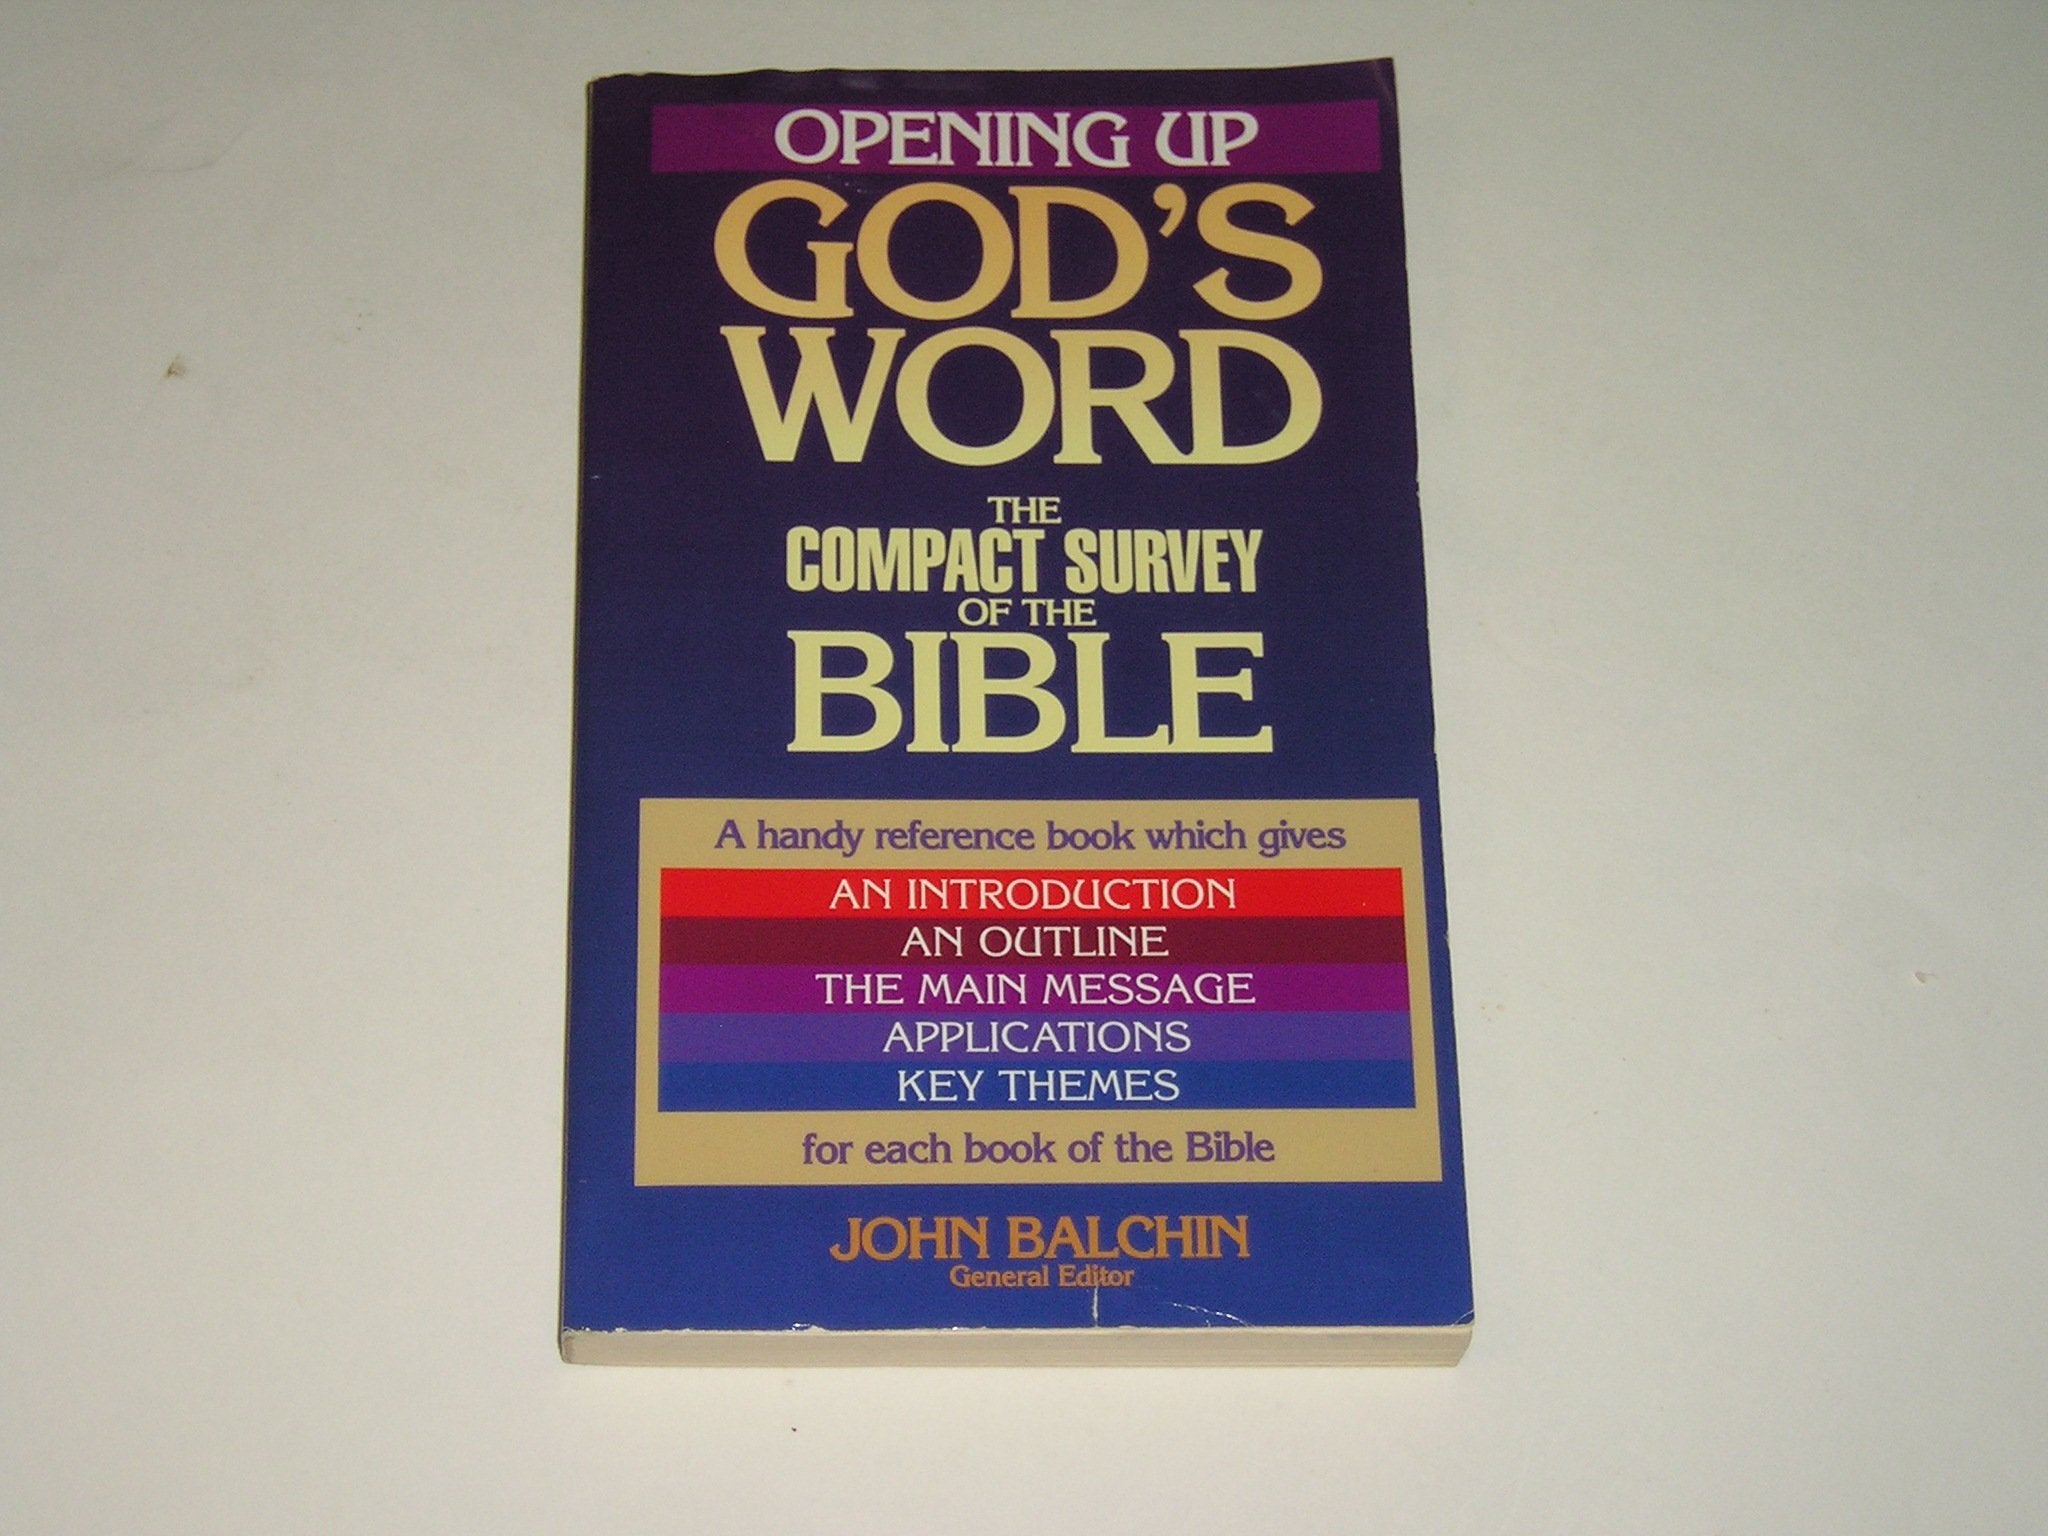 OPENING UP
GOD'S
WORD
THE
COMPACT SURVEY
OF THE
BIBLE
A handy reference book which gives
AN INTRODUCTION
AN OUTLINE
THE MAIN MESSAGE
APPLICATIONS
KEY THEMES
for each book of the Bible
JOHN BALCHIN
General Editor